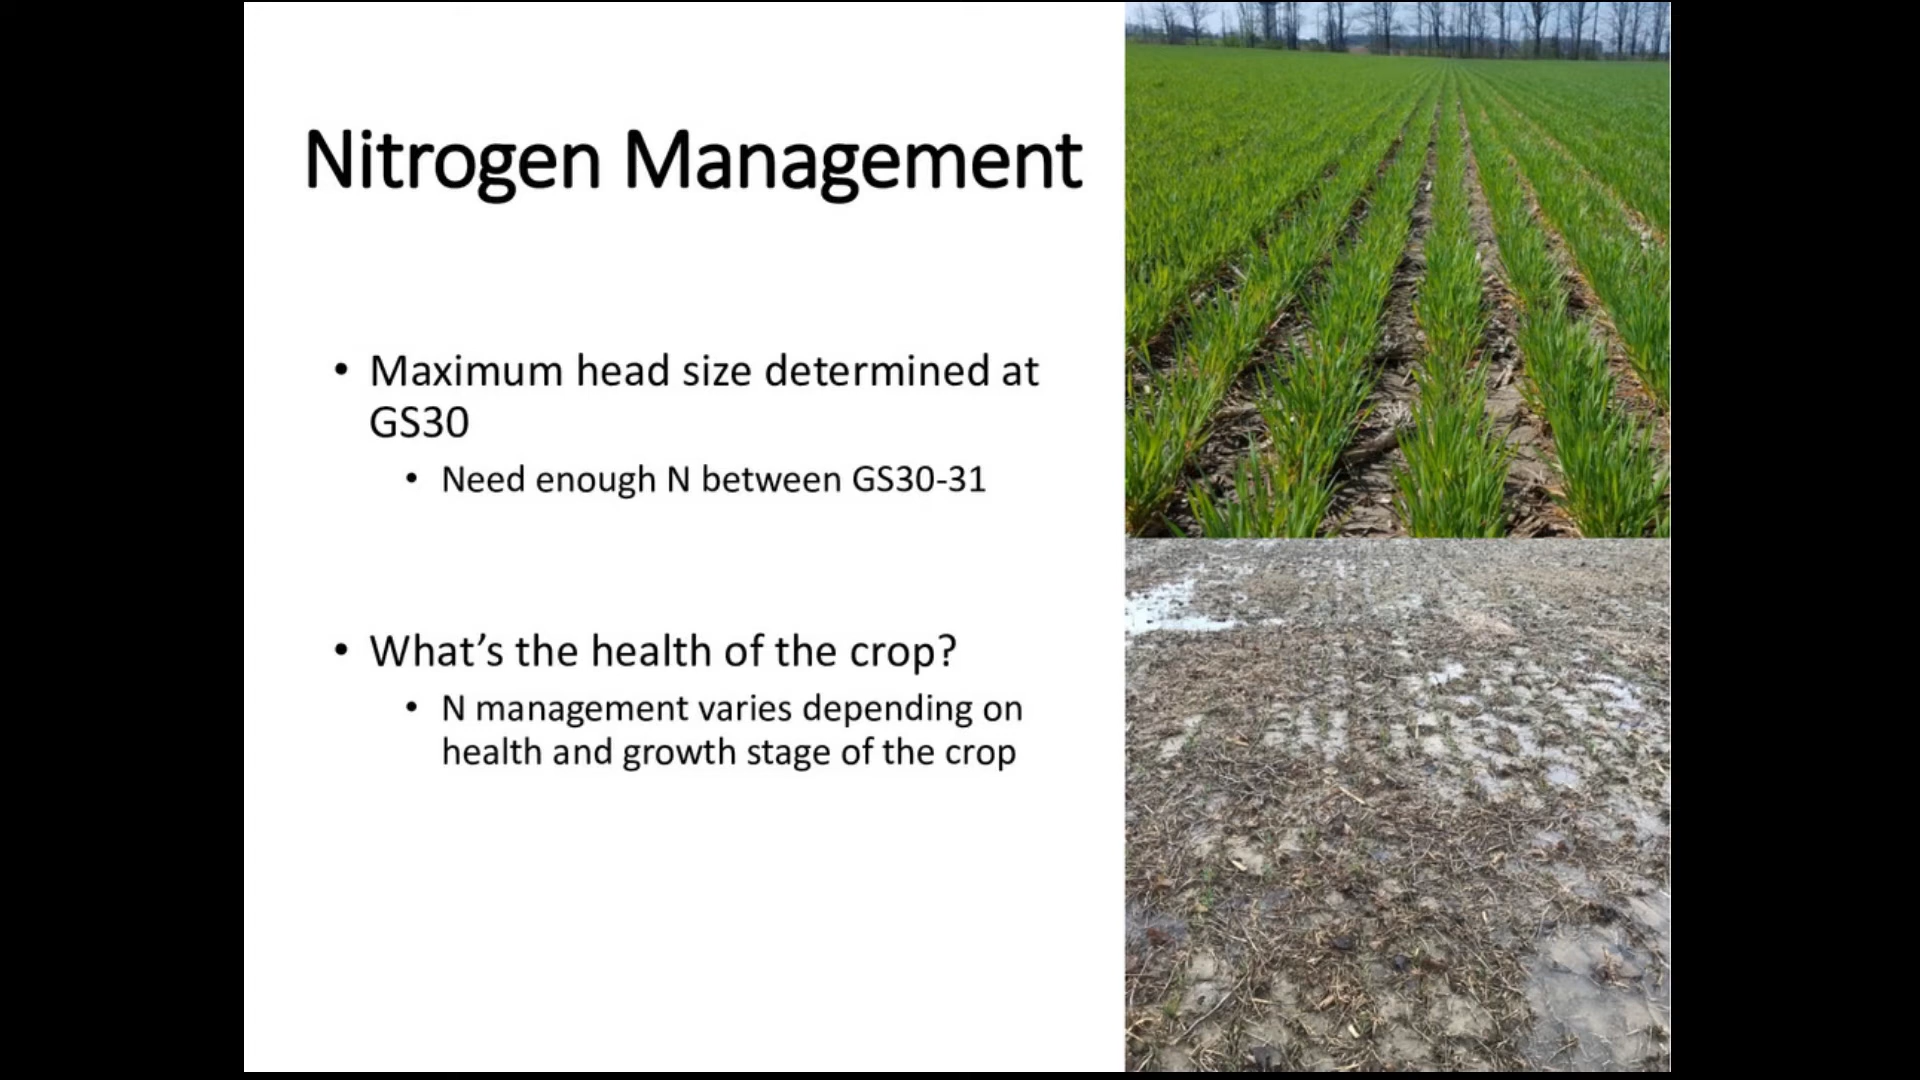 Nitrogen Management
• Maximum head size determined at
GS30
• Need enough N between GS30-31
• What's the health of the crop?
• N management varies depending on
health and growth stage of the crop